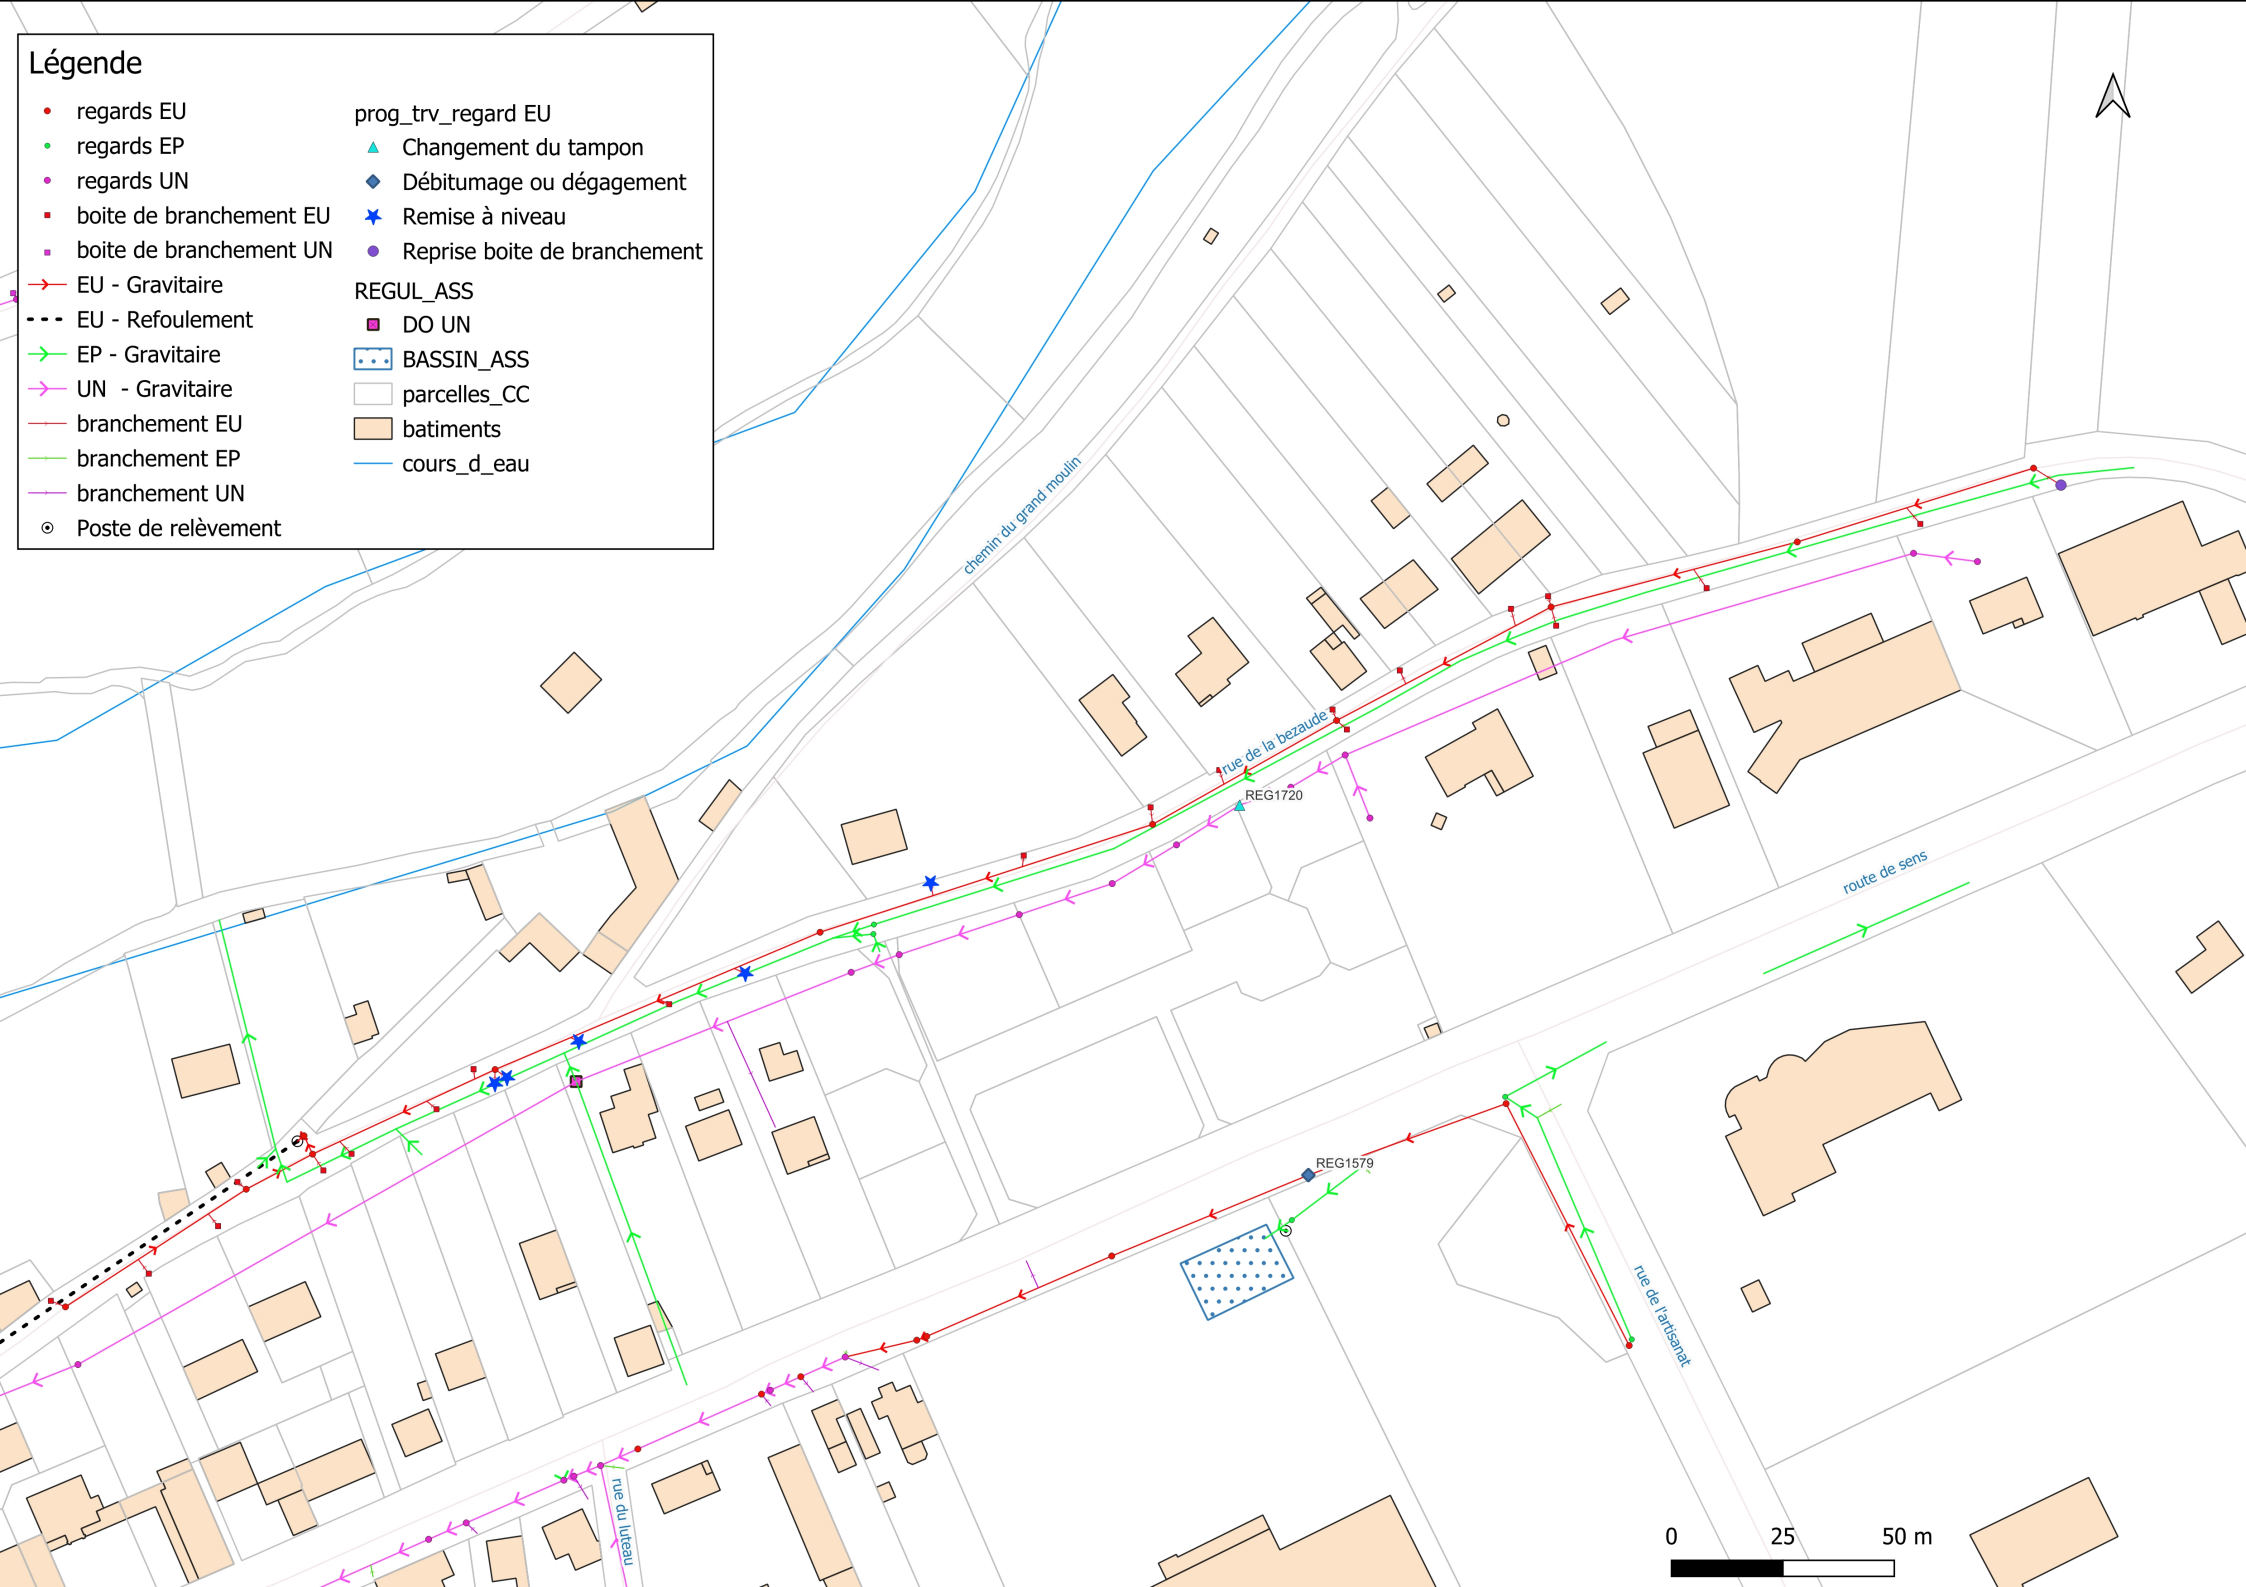 Légende
regards EU
regards EP
regards UN
boite de branchement EU
boite de branchement UN
EU - Gravitaire
EU - Refoulement
EP - Gravitaire
UN - Gravitaire
branchement EU
branchement EP
branchement UN
Poste de relèvement
prog_trv_regard EU
Changement du tampon
Débitumage ou dégagement
Remise à niveau
Reprise boite de branchement
REGUL_ASS
DO UN
BASSIN_ASS
parcelles_CC
batiments
cours_d_eau
chemin du grand moulin
rue de la bezaude
REG1720
route de sens
REG1579
rue de l'artisanat
rue du luteau
0 25 50 m